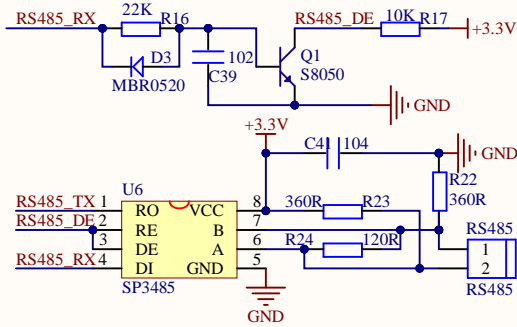 RS485_RX
22K
R16
D3
MBR0520
102
C39
Q1
S8050
RS485_DE
10K
R17
+3.3V
GND
+3.3V
C41
104
GND
R22
360R
U6
RS485_TX
1
RO
VCC
8
360R
R23
RS485
RS485_DE
2
RE
B
7
1
3
DE
A
6
R24
120R
2
RS485_RX
4
DI
GND
5
RS485
SP3485
GND